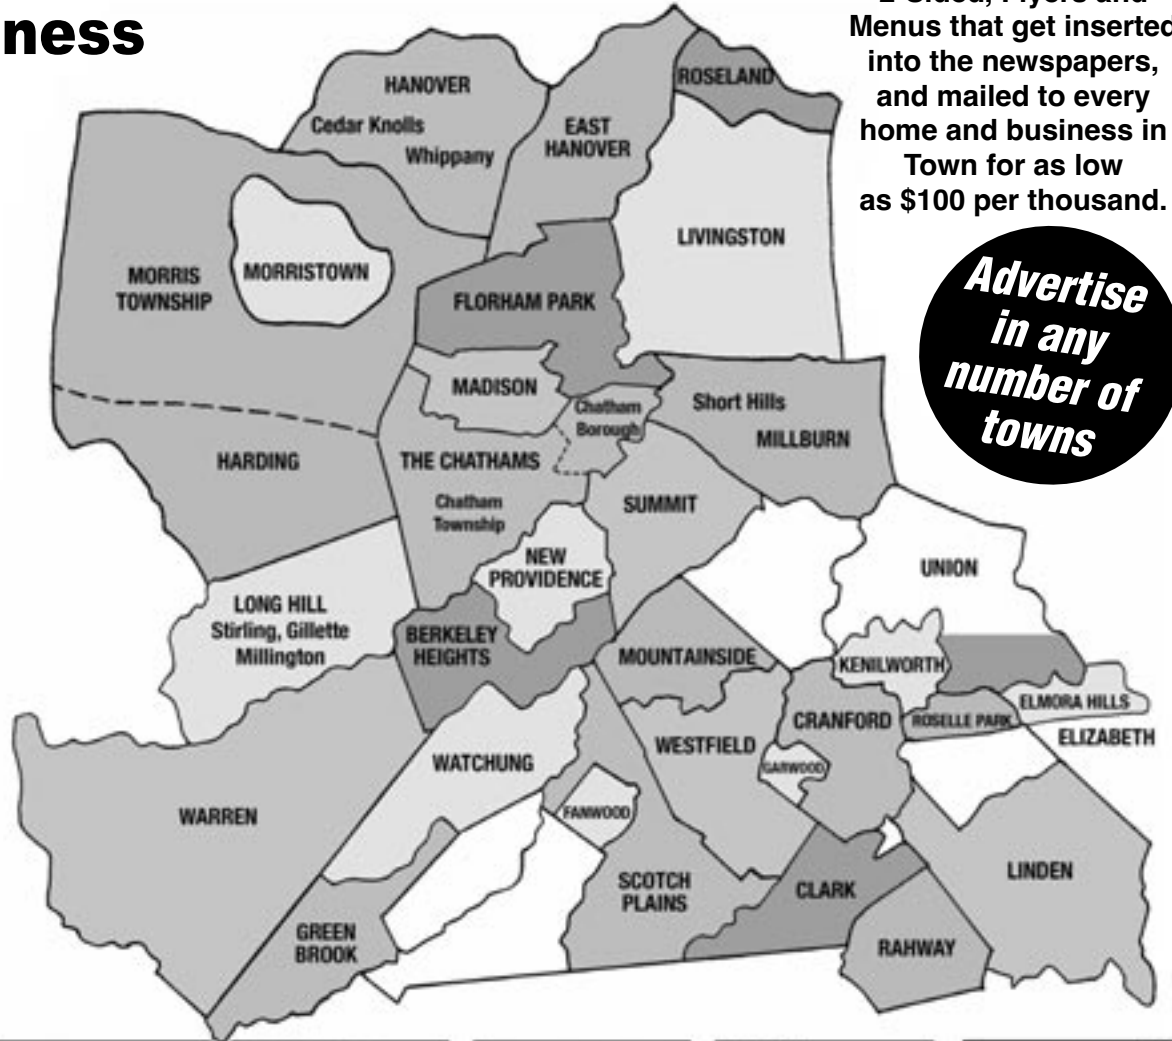 ness
Menus that get inserted
into the newspapers,
and mailed to every
home and business in
Town for as low
as $100 per thousand.
Advertise
in any
number of
towns
HANOVER
Cedar Knolls
Whippany
EAST
HANOVER
ROSELAND
LIVINGSTON
MORRIS
TOWNSHIP
MORRISTOWN
FLORHAM PARK
MADISON
Chatham
Borough
Short Hills
MILLBURN
HARDING
THE CHATHAMS
Chatham
Township
SUMMIT
NEW
PROVIDENCE
UNION
LONG HILL
Stirling, Gillette
Millington
BERKELEY
HEIGHTS
MOUNTAINSIDE
KENILWORTH
ELMORA HILLS
ROSELLE PARK
ELIZABETH
CRANFORD
WESTFIELD
GARWOOD
WATCHUNG
WARREN
FANWOOD
SCOTCH
PLAINS
CLARK
LINDEN
GREEN
BROOK
RAHWAY